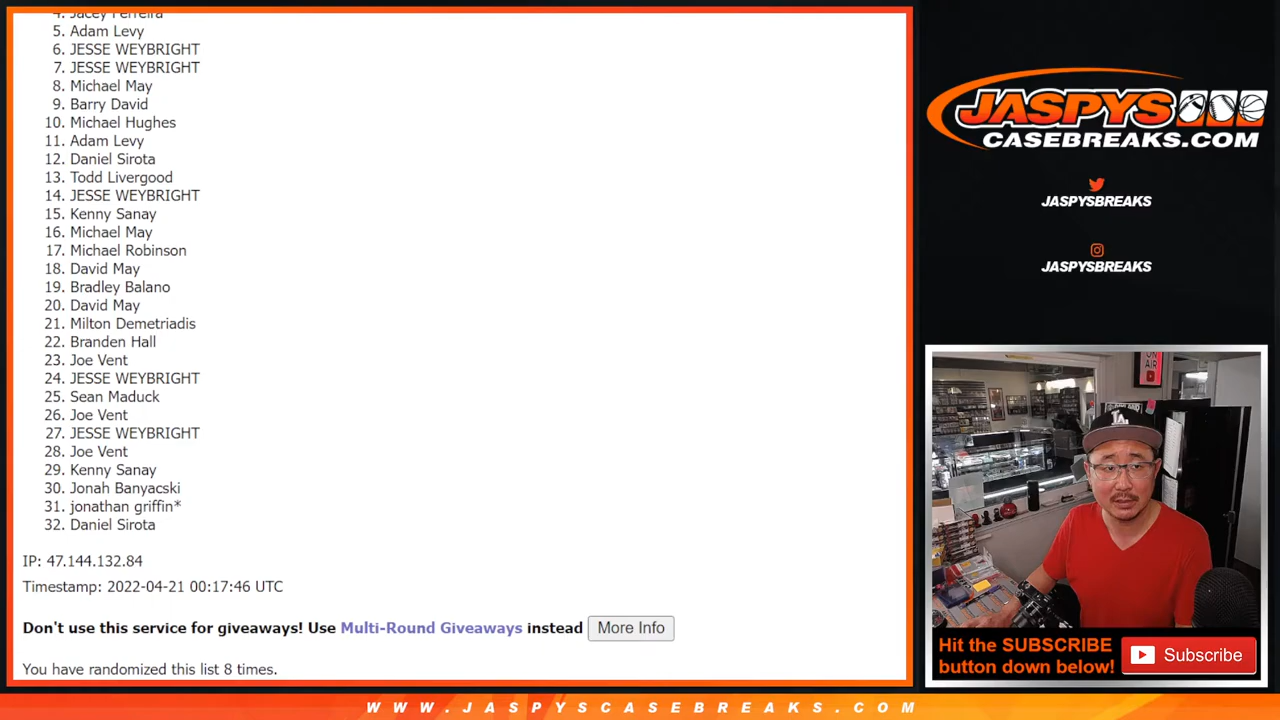 4. Jacey Ferreira
5. Adam Levy
6. JESSE WEYBRIGHT
7. JESSE WEYBRIGHT
8. Michael May
9. Barry David
10. Michael Hughes
11. Adam Levy
12. Daniel Sirota
13. Todd Livergood
14. JESSE WEYBRIGHT
15. Kenny Sanay
16. Michael May
17. Michael Robinson
18. David May
19. Bradley Balano
20. David May
21. Milton Demetriadis
22. Branden Hall
23. Joe Vent
24. JESSE WEYBRIGHT
25. Sean Maduck
26. Joe Vent
27. JESSE WEYBRIGHT
28. Joe Vent
29. Kenny Sanay
30. Jonah Banyacski
31. jonathan griffin*
32. Daniel Sirota
IP: 47.144.132.84
Timestamp: 2022-04-21 00:17:46 UTC
Don't use this service for giveaways! Use Multi-Round Giveaways instead More Info
You have randomized this list 8 times.
JASPYS
CASEBREAKS.COM
JASPYSBREAKS
JASPYSBREAKS
ON
AIR
LA
Hit the SUBSCRIBE
button down below!
Subscribe
WWW.JASPYSCASEBREAKS.COM